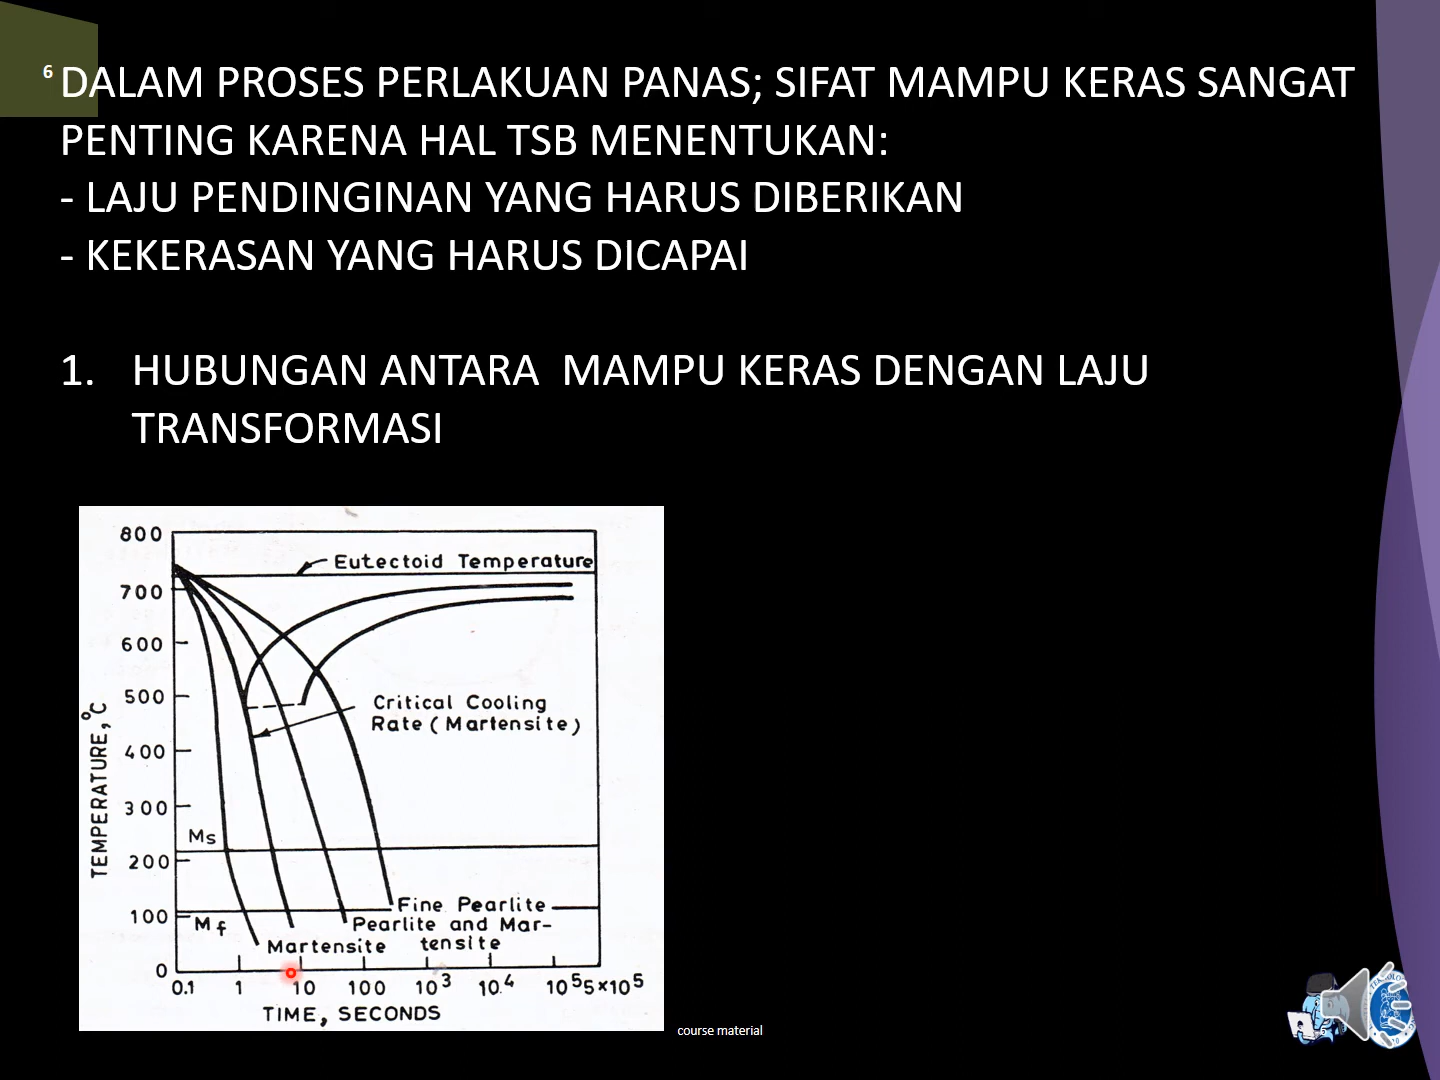 6
DALAM PROSES PERLAKUAN PANAS; SIFAT MAMPU KERAS SANGAT
PENTING KARENA HAL TSB MENENTUKAN:
- LAJU PENDINGINAN YANG HARUS DIBERIKAN
- KEKERASAN YANG HARUS DICAPAI
1. HUBUNGAN ANTARA MAMPU KERAS DENGAN LAJU
TRANSFORMASI
800
Eutectoid Temperature
700
600
500
Critical Cooling
Rate (Martensite)
400
300
Ms
200
100
Mf
Fine Pearlite
Pearlite and Mar-
tensite
Martensite
0
TEMPERATURE, °C
0.1 1 10 100 10³ 10⁴ 10⁵ 5×10⁵
TIME, SECONDS
course material